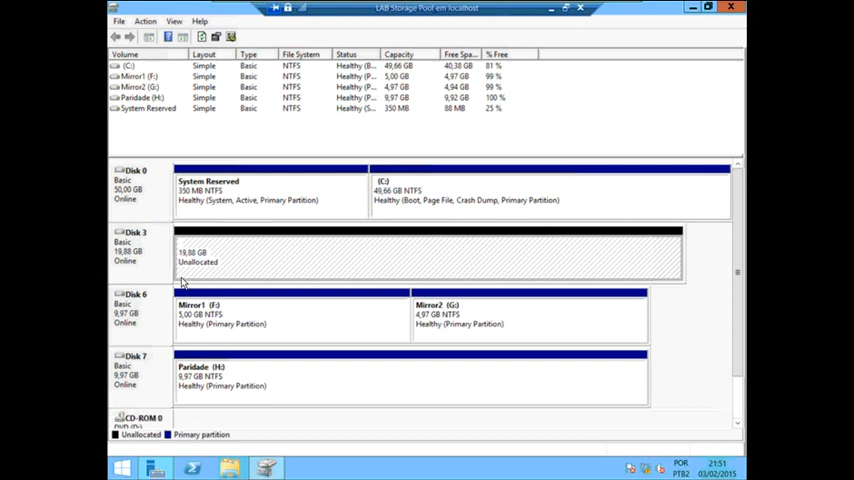 LAB Storage Pool em localhost
File Action View Help
Volume Layout Type File System Status Capacity Free Spa... % Free
(C:) Simple Basic NTFS Healthy (B... 49,66 GB 40,38 GB 81 %
Mirror1 (F:) Simple Basic NTFS Healthy (P... 5,00 GB 4,97 GB 99 %
Mirror2 (G:) Simple Basic NTFS Healthy (P... 4,97 GB 4,94 GB 99 %
Paridade (H:) Simple Basic NTFS Healthy (P... 9,97 GB 9,92 GB 100 %
System Reserved Simple Basic NTFS Healthy (S... 350 MB 88 MB 25 %
Disk 0
Basic
50,00 GB
Online
System Reserved
350 MB NTFS
Healthy (System, Active, Primary Partition)
(C:)
49,66 GB NTFS
Healthy (Boot, Page File, Crash Dump, Primary Partition)
Disk 3
Basic
19,88 GB
Online
19,88 GB
Unallocated
Disk 6
Basic
9,97 GB
Online
Mirror1 (F:)
5,00 GB NTFS
Healthy (Primary Partition)
Mirror2 (G:)
4,97 GB NTFS
Healthy (Primary Partition)
Disk 7
Basic
9,97 GB
Online
Paridade (H:)
9,97 GB NTFS
Healthy (Primary Partition)
CD-ROM 0
DVD (D:)
Unallocated Primary partition
POR 21:51
PTB2 03/02/2015